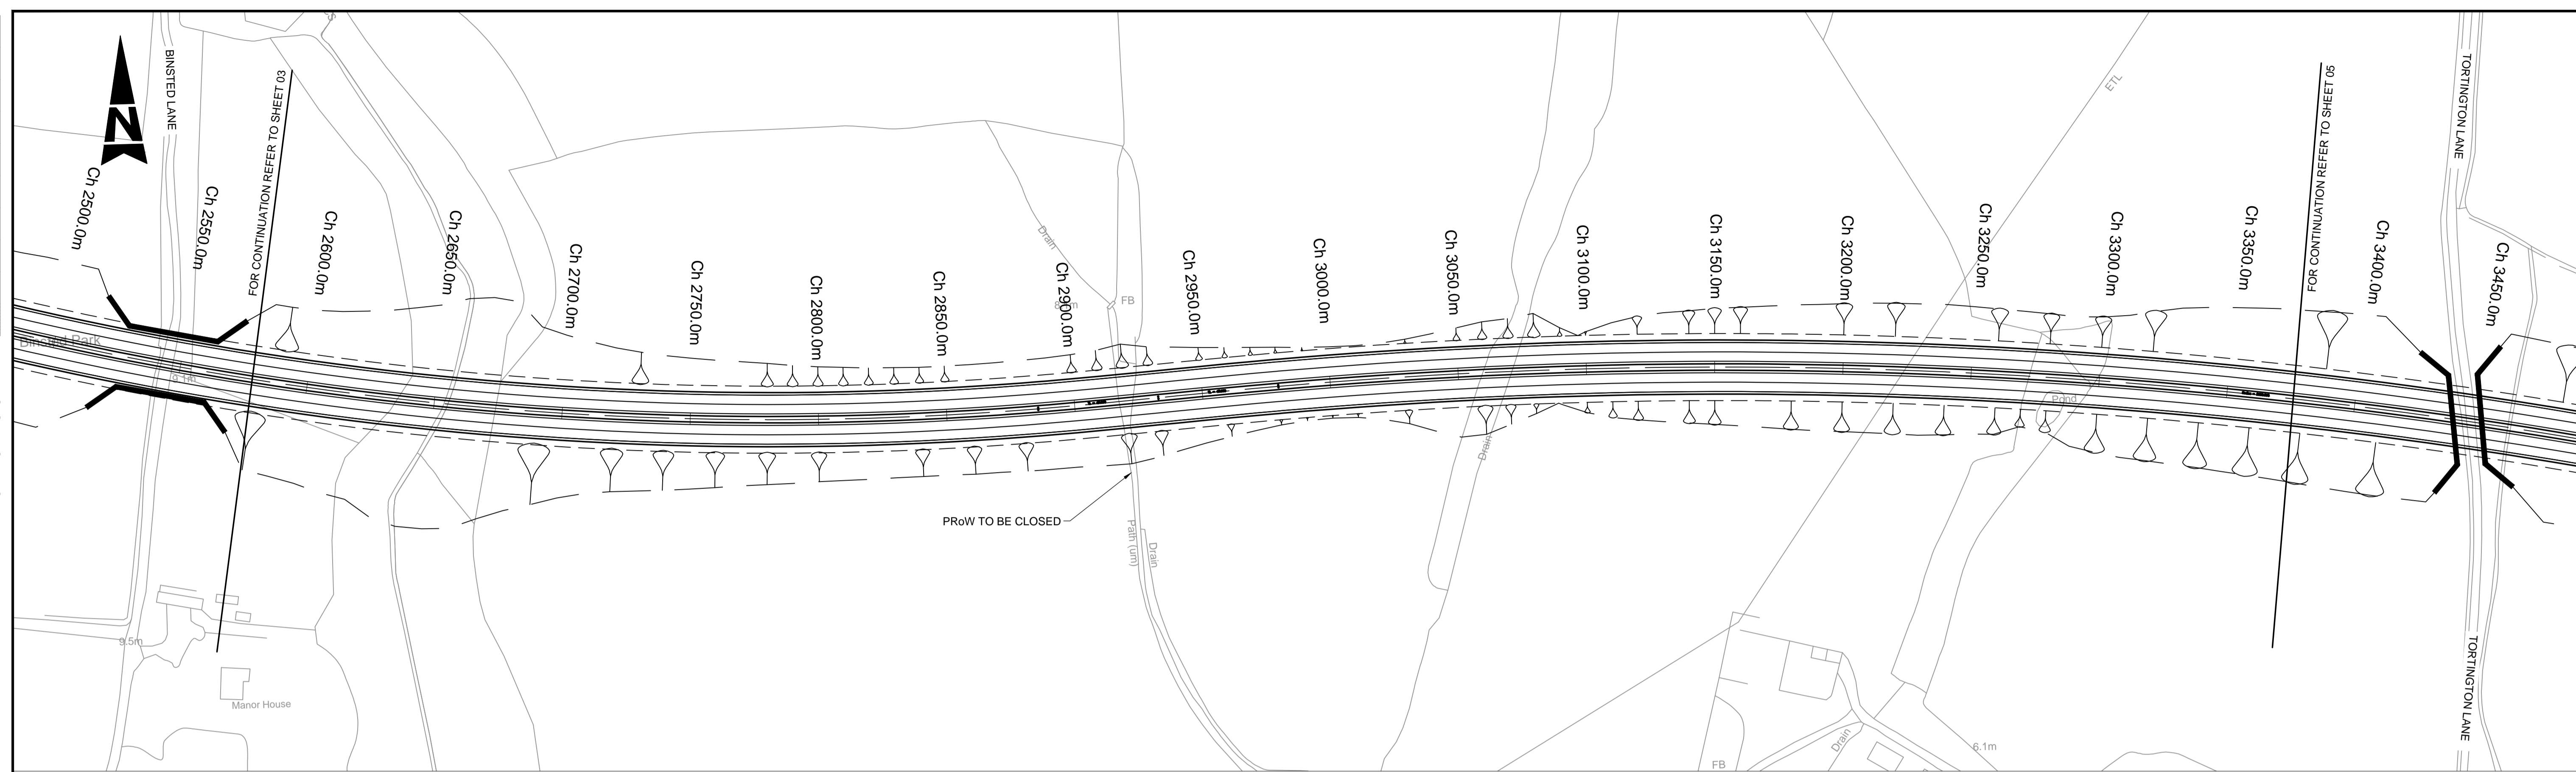 BINSTED LANE
N
FOR CONTINUATION REFER TO SHEET 03
Ch 2500.0m
Ch 2550.0m
Ch 2600.0m
Ch 2650.0m
Ch 2700.0m
Ch 2750.0m
Ch 2800.0m
Ch 2850.0m
Ch 2900.0m
Ch 2950.0m
Ch 3000.0m
Ch 3050.0m
Ch 3100.0m
Ch 3150.0m
Ch 3200.0m
Ch 3250.0m
Ch 3300.0m
Ch 3350.0m
Ch 3400.0m
Ch 3450.0m
FOR CONTINUATION REFER TO SHEET 05
TORTINGTON LANE
ETL
Drain
FB
Binsted Park
9.1m
Pond
Drain
PRoW TO BE CLOSED
Path (um)
Drain
9.5m
Manor House
TORTINGTON LANE
Drain
6.1m
FB